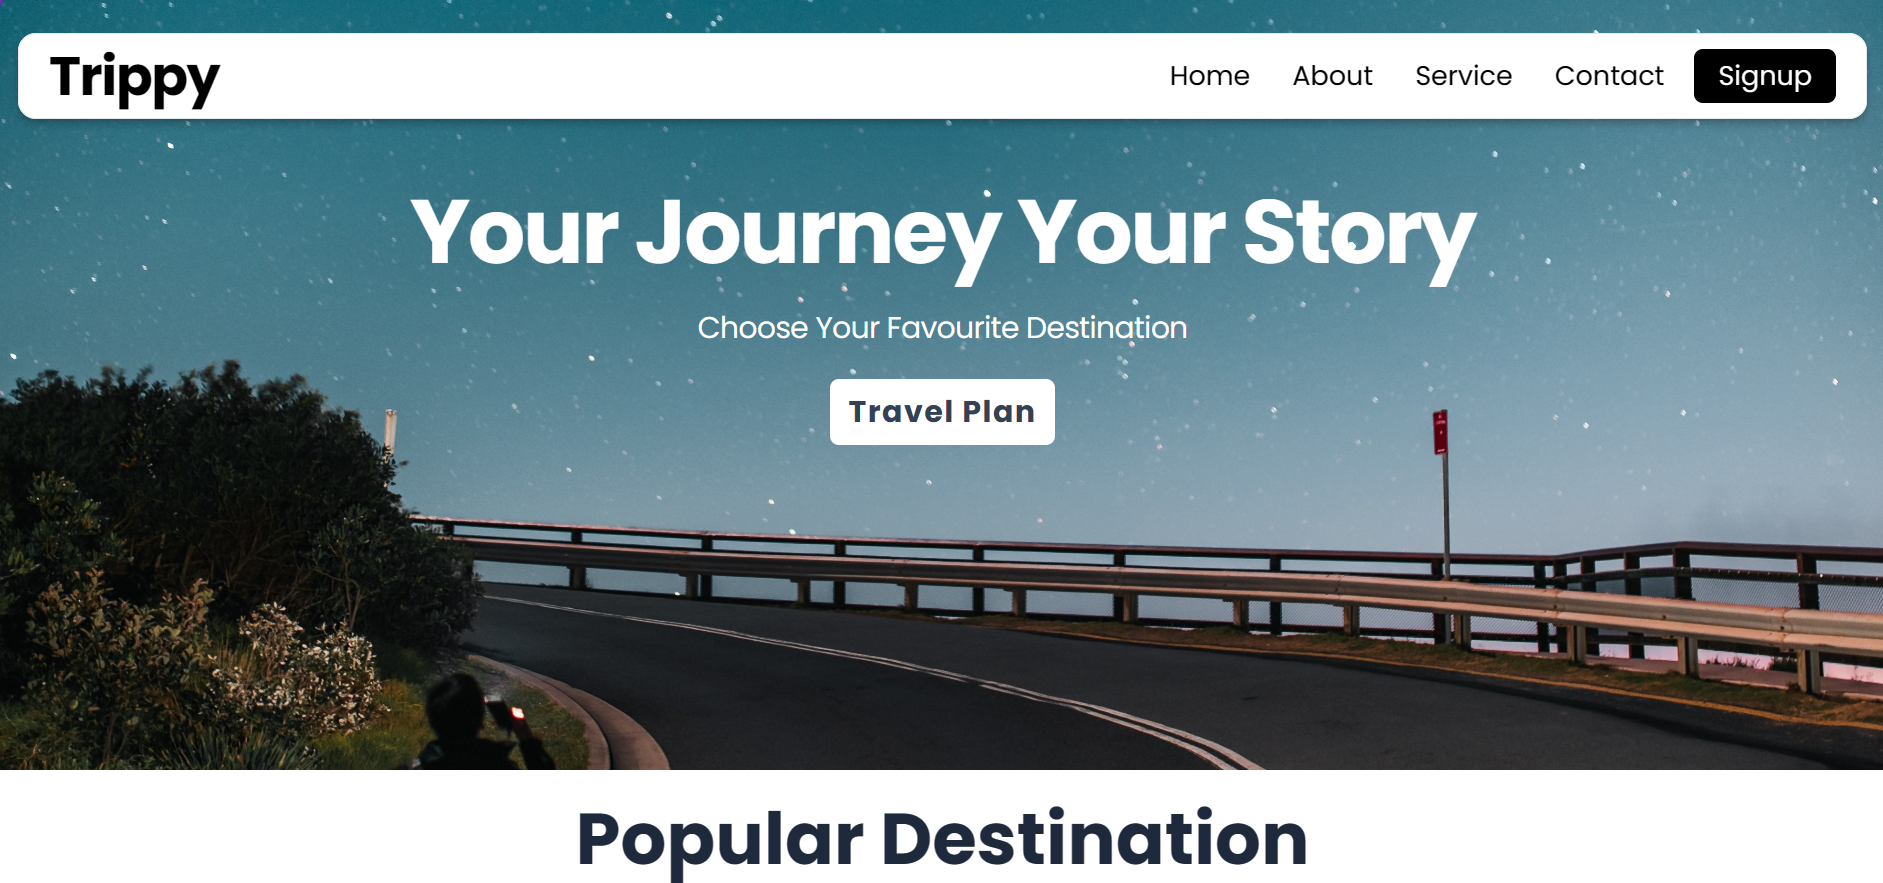 Trippy
Home About Service Contact Signup
Your Journey Your Story
Choose Your Favourite Destination
Travel Plan
Popular Destination